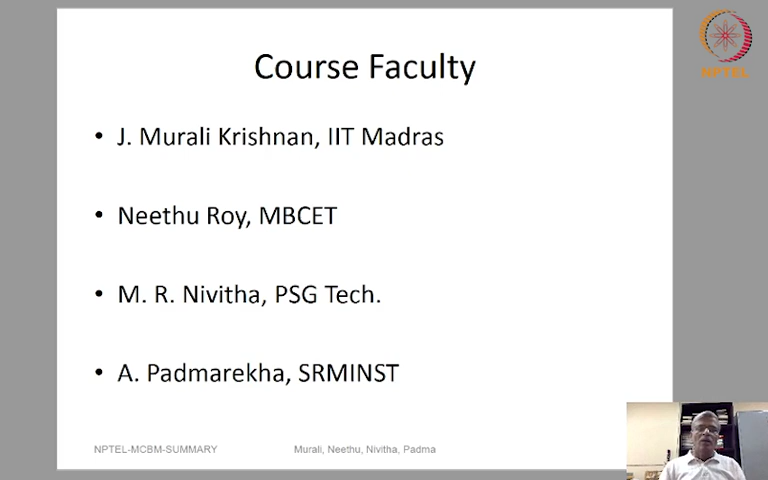 Course Faculty
NPTEL
• J. Murali Krishnan, IIT Madras
• Neethu Roy, MBCET
• M. R. Nivitha, PSG Tech.
• A. Padmarekha, SRMINST
NPTEL-MCBM-SUMMARY
Murali, Neethu, Nivitha, Padma